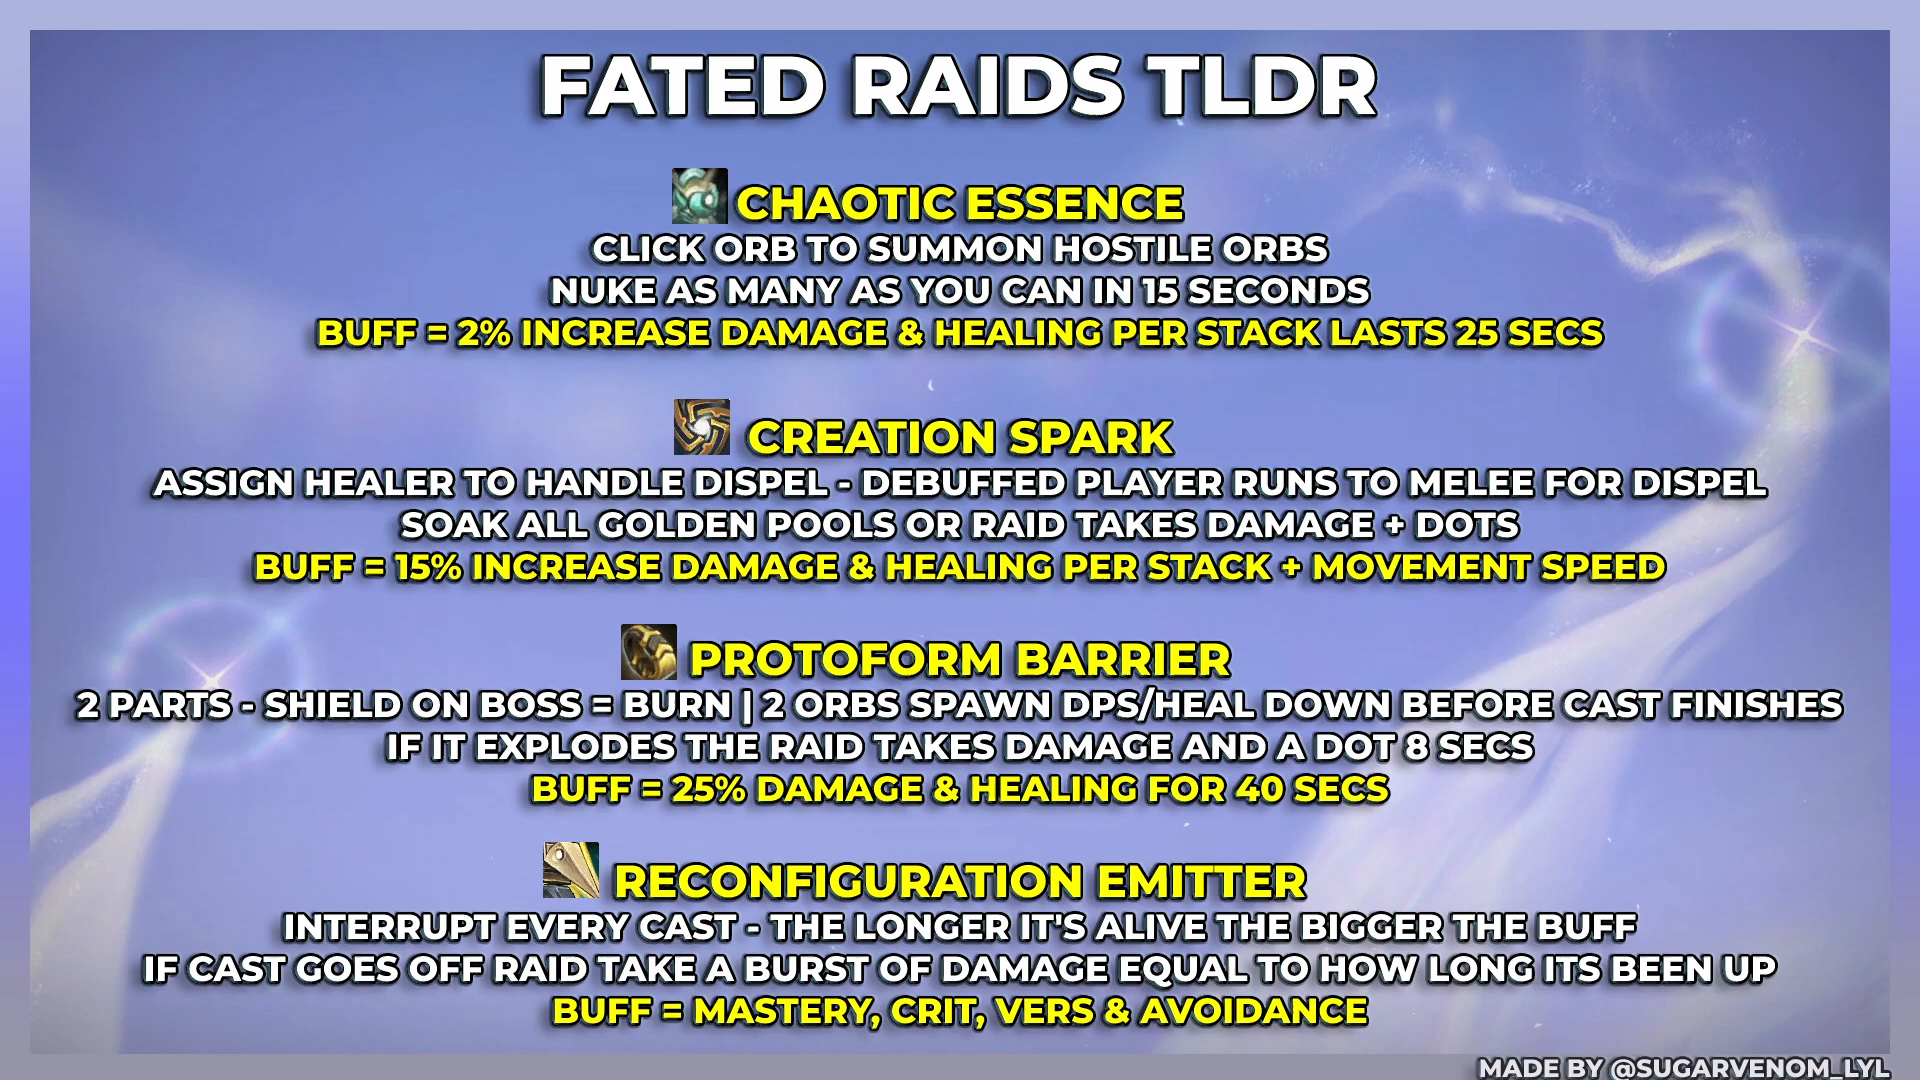 FATED RAIDS TLDR
CHAOTIC ESSENCE
CLICK ORB TO SUMMON HOSTILE ORBS
NUKE AS MANY AS YOU CAN IN 15 SECONDS
BUFF = 2% INCREASE DAMAGE & HEALING PER STACK LASTS 25 SECS
CREATION SPARK
ASSIGN HEALER TO HANDLE DISPEL - DEBUFFED PLAYER RUNS TO MELEE FOR DISPEL
SOAK ALL GOLDEN POOLS OR RAID TAKES DAMAGE + DOTS
BUFF = 15% INCREASE DAMAGE & HEALING PER STACK + MOVEMENT SPEED
PROTOFORM BARRIER
2 PARTS - SHIELD ON BOSS = BURN | 2 ORBS SPAWN DPS/HEAL DOWN BEFORE CAST FINISHES
IF IT EXPLODES THE RAID TAKES DAMAGE AND A DOT 8 SECS
BUFF = 25% DAMAGE & HEALING FOR 40 SECS
RECONFIGURATION EMITTER
INTERRUPT EVERY CAST - THE LONGER IT'S ALIVE THE BIGGER THE BUFF
IF CAST GOES OFF RAID TAKE A BURST OF DAMAGE EQUAL TO HOW LONG ITS BEEN UP
BUFF = MASTERY, CRIT, VERS & AVOIDANCE
MADE BY @SUGARVENOM_LYL